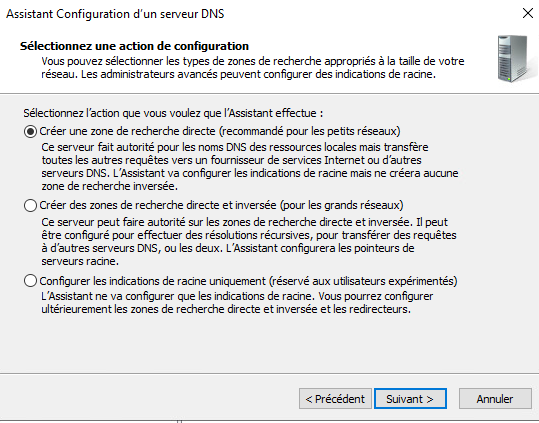 Assistant Configuration d'un serveur DNS
Sélectionnez une action de configuration
Vous pouvez sélectionner les types de zones de recherche appropriés à la taille de votre
réseau. Les administrateurs avancés peuvent configurer des indications de racine.
Sélectionnez l'action que vous voulez que l'Assistant effectue :
Créer une zone de recherche directe (recommandé pour les petits réseaux)
Ce serveur fait autorité pour les noms DNS des ressources locales mais transfère
toutes les autres requêtes vers un fournisseur de services Internet ou d'autres
serveurs DNS. L'Assistant va configurer les indications de racine mais ne créera aucune
zone de recherche inversée.
Créer des zones de recherche directe et inversée (pour les grands réseaux)
Ce serveur peut faire autorité sur les zones de recherche directe et inversée. Il peut
être configuré pour effectuer des résolutions récursives, pour transférer des requêtes
à d'autres serveurs DNS, ou les deux. L'Assistant configurera les pointeurs de
serveurs racine.
Configurer les indications de racine uniquement (réservé aux utilisateurs expérimentés)
L'Assistant ne va configurer que les indications de racine. Vous pourrez configurer
ultérieurement les zones de recherche directe et inversée et les redirecteurs.
< Précédent Suivant > Annuler